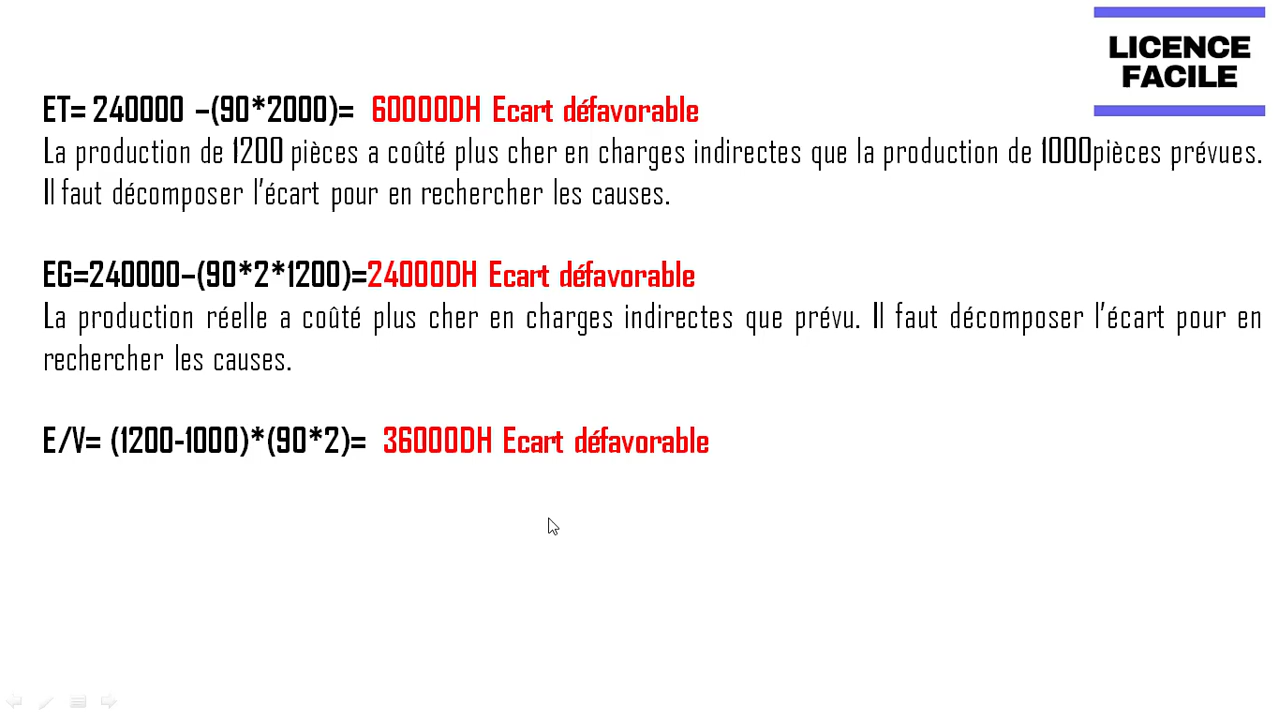 LICENCE
FACILE
ET= 240000 –(90*2000)= 60000DH Ecart défavorable
La production de 1200 pièces a coûté plus cher en charges indirectes que la production de 1000pièces prévues.
Il faut décomposer l’écart pour en rechercher les causes.
EG=240000–(90*2*1200)=24000DH Ecart défavorable
La production réelle a coûté plus cher en charges indirectes que prévu. Il faut décomposer l’écart pour en
rechercher les causes.
E/V= (1200-1000)*(90*2)= 36000DH Ecart défavorable